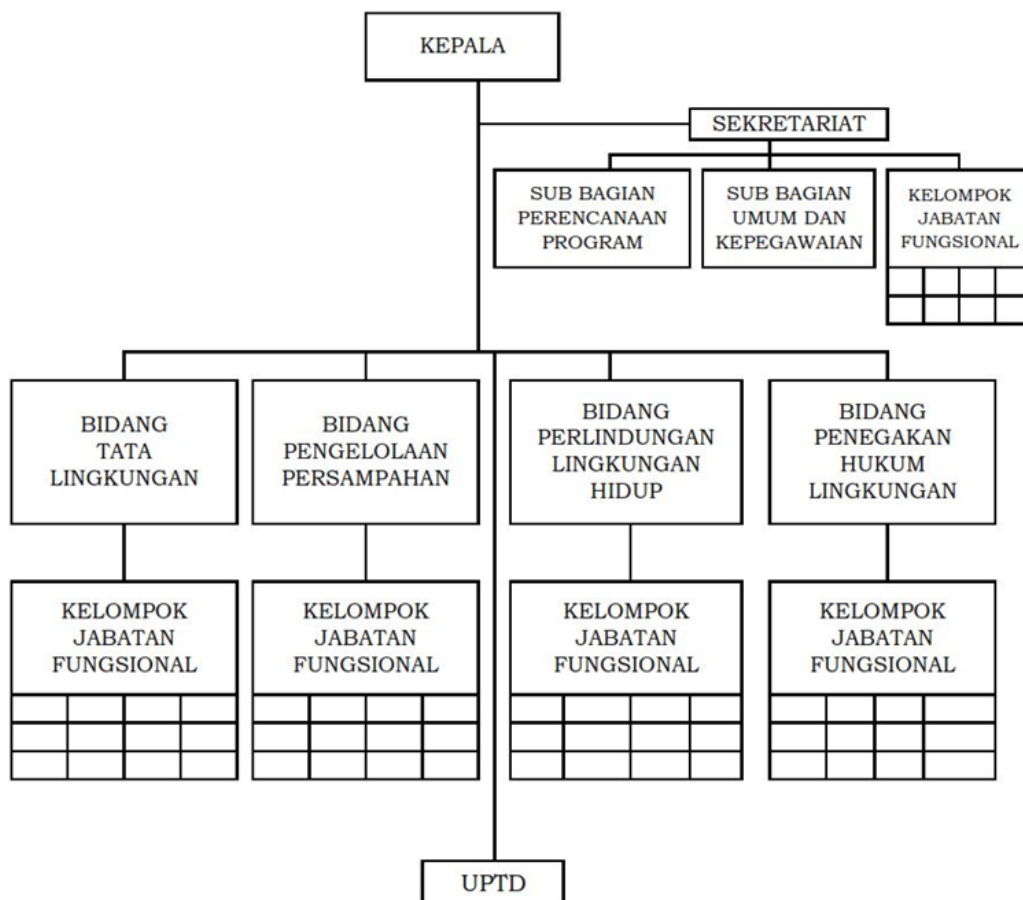 KEPALA
SEKRETARIAT
SUB BAGIAN
PERENCANAAN
PROGRAM
SUB BAGIAN
UMUM DAN
KEPEGAWAIAN
KELOMPOK
JABATAN
FUNGSIONAL
BIDANG
TATA
LINGKUNGAN
BIDANG
PENGELOLAAN
PERSAMPAHAN
BIDANG
PERLINDUNGAN
LINGKUNGAN
HIDUP
BIDANG
PENEGAKAN
HUKUM
LINGKUNGAN
KELOMPOK
JABATAN
FUNGSIONAL
KELOMPOK
JABATAN
FUNGSIONAL
KELOMPOK
JABATAN
FUNGSIONAL
KELOMPOK
JABATAN
FUNGSIONAL
UPTD